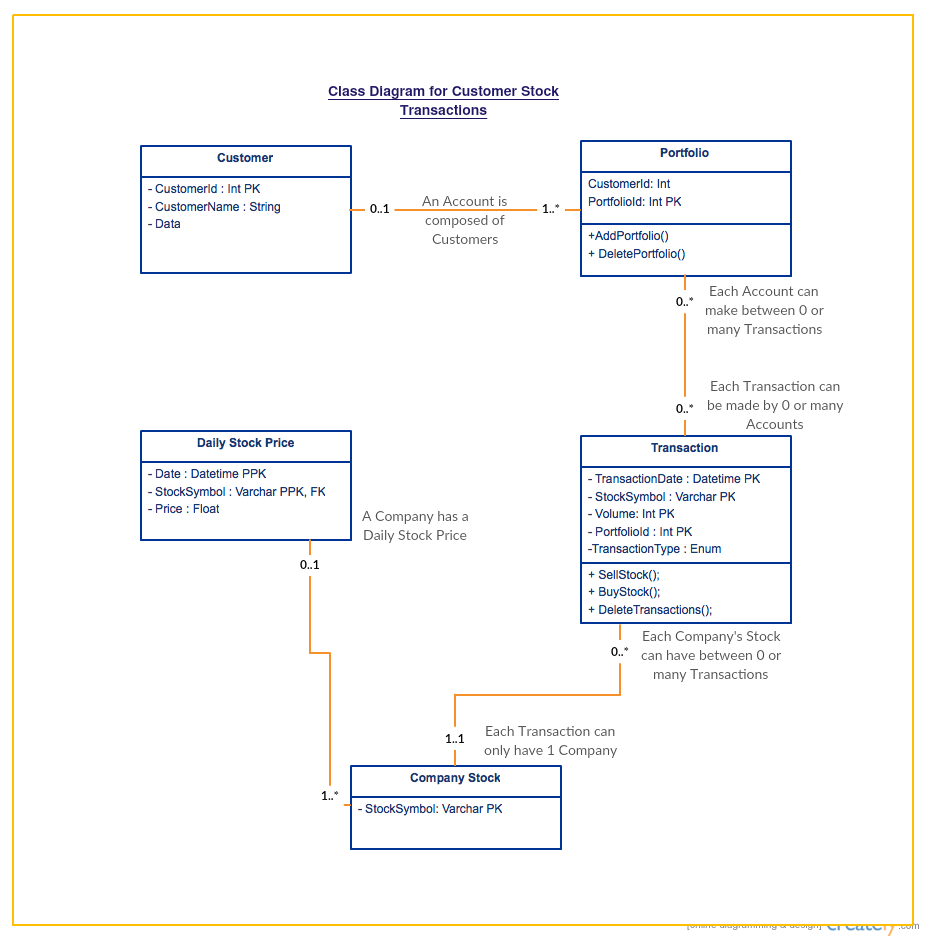 Class Diagram for Customer Stock
Transactions
Customer
- CustomerId : Int PK
- CustomerName : String
- Data
0..1
An Account is
composed of
Customers
1..*
Portfolio
CustomerId: Int
PortfolioId: Int PK
+AddPortfolio()
+ DeletePortfolio()
0..*
Each Account can
make between 0 or
many Transactions
Each Transaction can
be made by 0 or many
Accounts
0..*
Daily Stock Price
- Date : Datetime PPK
- StockSymbol : Varchar PPK, FK
- Price : Float
A Company has a
Daily Stock Price
0..1
Transaction
- TransactionDate : Datetime PK
- StockSymbol : Varchar PK
- Volume: Int PK
- PortfolioId : Int PK
-TransactionType : Enum
+ SellStock();
+ BuyStock();
+ DeleteTransactions();
0..*
Each Company's Stock
can have between 0 or
many Transactions
1..1
Each Transaction can
only have 1 Company
1..*
Company Stock
- StockSymbol: Varchar PK
[online diagramming & design] creately.com